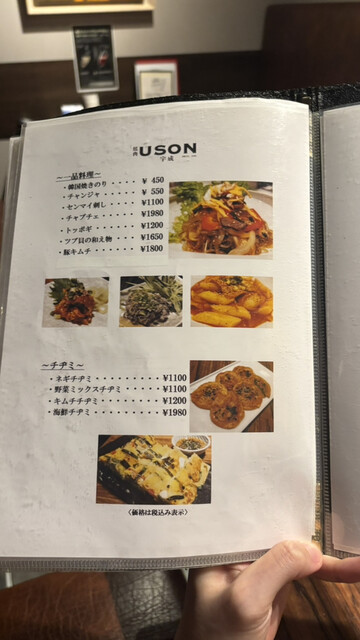 焼肉 USON
宇成
～一品料理～
・韓国焼きのり・・・・・¥ 450
・チャンジャ・・・・・・¥ 550
・センマイ刺し・・・・・¥1100
・チャプチェ・・・・・・¥1980
・トッポギ・・・・・・・¥1200
・ツブ貝の和え物・・・・¥1650
・豚キムチ・・・・・・・¥1800
～チヂミ～
・ネギチヂミ・・・・・・・・・・¥1100
・野菜ミックスチヂミ・・・・¥1100
・キムチチヂミ・・・・・・・・・¥1200
・海鮮チヂミ・・・・・・・・・・¥1980
〈価格は税込み表示〉